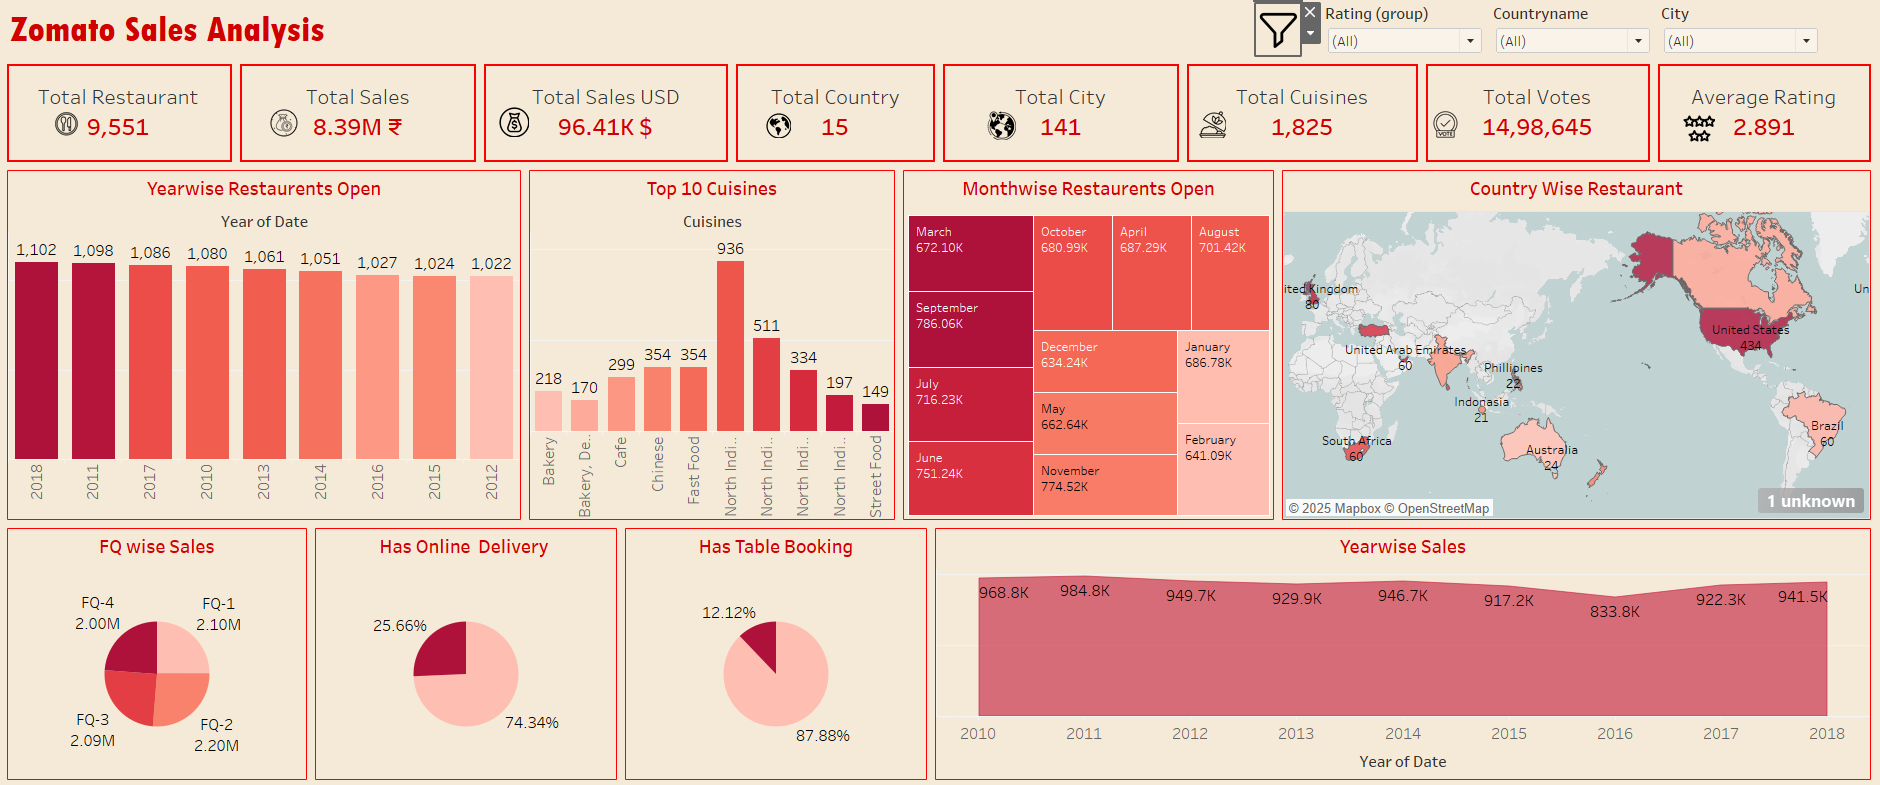 Zomato Sales Analysis
Rating (group)
(All)
Countryname
(All)
City
(All)
Total Restaurant
9,551
Total Sales
8.39M ₹
Total Sales USD
96.41K $
Total Country
15
Total City
141
Total Cuisines
1,825
VOTE
Total Votes
14,98,645
Average Rating
2.891
Yearwise Restaurents Open
Year of Date
1,102
1,098
1,086
1,080
1,061
1,051
1,027
1,024
1,022
2018
2011
2017
2010
2013
2014
2016
2015
2012
Top 10 Cuisines
Cuisines
218
170
299
354
354
936
511
334
197
149
Bakery
Bakery, De..
Cafe
Chinese
Fast Food
North Indi..
North Indi..
North Indi..
North Indi..
Street Food
Monthwise Restaurents Open
March
672.10K
September
786.06K
July
716.23K
June
751.24K
October
680.99K
April
687.29K
August
701.42K
December
634.24K
May
662.64K
November
774.52K
January
686.78K
February
641.09K
Country Wise Restaurant
ited Kingdom
80
Un
United States
434
United Arab Emirates
60
Phillipines
22
Indonasia
21
South Africa
60
Australia
24
Brazil
60
© 2025 Mapbox © OpenStreetMap
1 unknown
FQ wise Sales
FQ-4
2.00M
FQ-1
2.10M
FQ-3
2.09M
FQ-2
2.20M
Has Online Delivery
25.66%
74.34%
Has Table Booking
12.12%
87.88%
Yearwise Sales
968.8K
984.8K
949.7K
929.9K
946.7K
917.2K
833.8K
922.3K
941.5K
2010
2011
2012
2013
2014
2015
2016
2017
2018
Year of Date